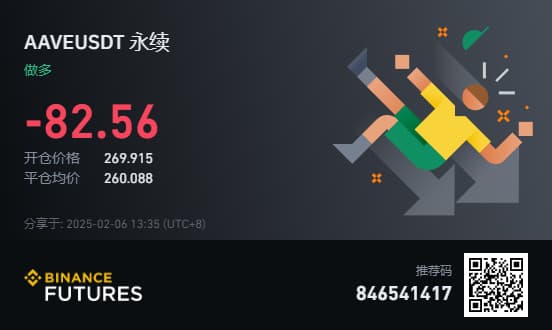 AAVEUSDT 永续
做多
-82.56
开仓价格 269.915
平仓均价 260.088
分享于: 2025-02-06 13:35 (UTC+8)
BINANCE
FUTURES
推荐码
846541417